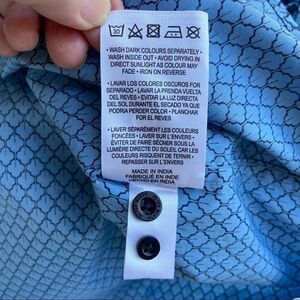 30
• WASH DARK COLOURS SEPARATELY •
WASH INSIDE OUT • AVOID DRYING IN
DIRECT SUNLIGHT AS COLOUR MAY
FADE • IRON ON REVERSE
• LAVAR LOS COLORES OSCUROS POR
SEPARADO • LAVAR LA PRENDA VUELTA
DEL REVES • EVITAR LA LUZ DIRECTA
DEL SOL DURANTE EL SECADO YA QUE
PODRIA PERDER COLOR • PLANCHAR
POR EL REVES
• LAVER SÉPARÉMENT LES COULEURS
FONCÉES • LAVER SUR L'ENVERS •
ÉVITER DE FAIRE SÉCHER SOUS LA
LUMIÈRE DIRECTE DU SOLEIL CAR LES
COULEURS RISQUENT DE TERNIR •
REPASSER SUR L'ENVERS
MADE IN INDIA
FABRIQUÉ EN INDE
HECHO EN INDIA